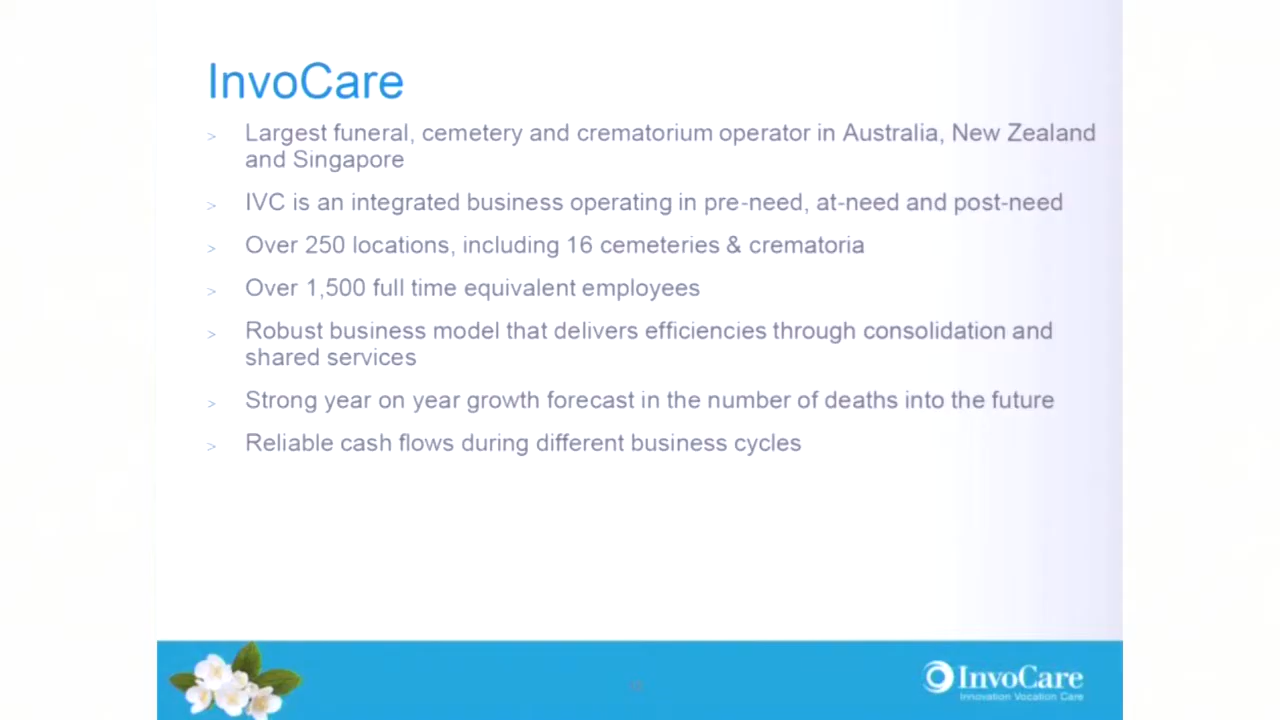 InvoCare
> Largest funeral, cemetery and crematorium operator in Australia, New Zealand
and Singapore
> IVC is an integrated business operating in pre-need, at-need and post-need
> Over 250 locations, including 16 cemeteries & crematoria
> Over 1,500 full time equivalent employees
> Robust business model that delivers efficiencies through consolidation and
shared services
> Strong year on year growth forecast in the number of deaths into the future
> Reliable cash flows during different business cycles
InvoCare
Innovation Vocation Care